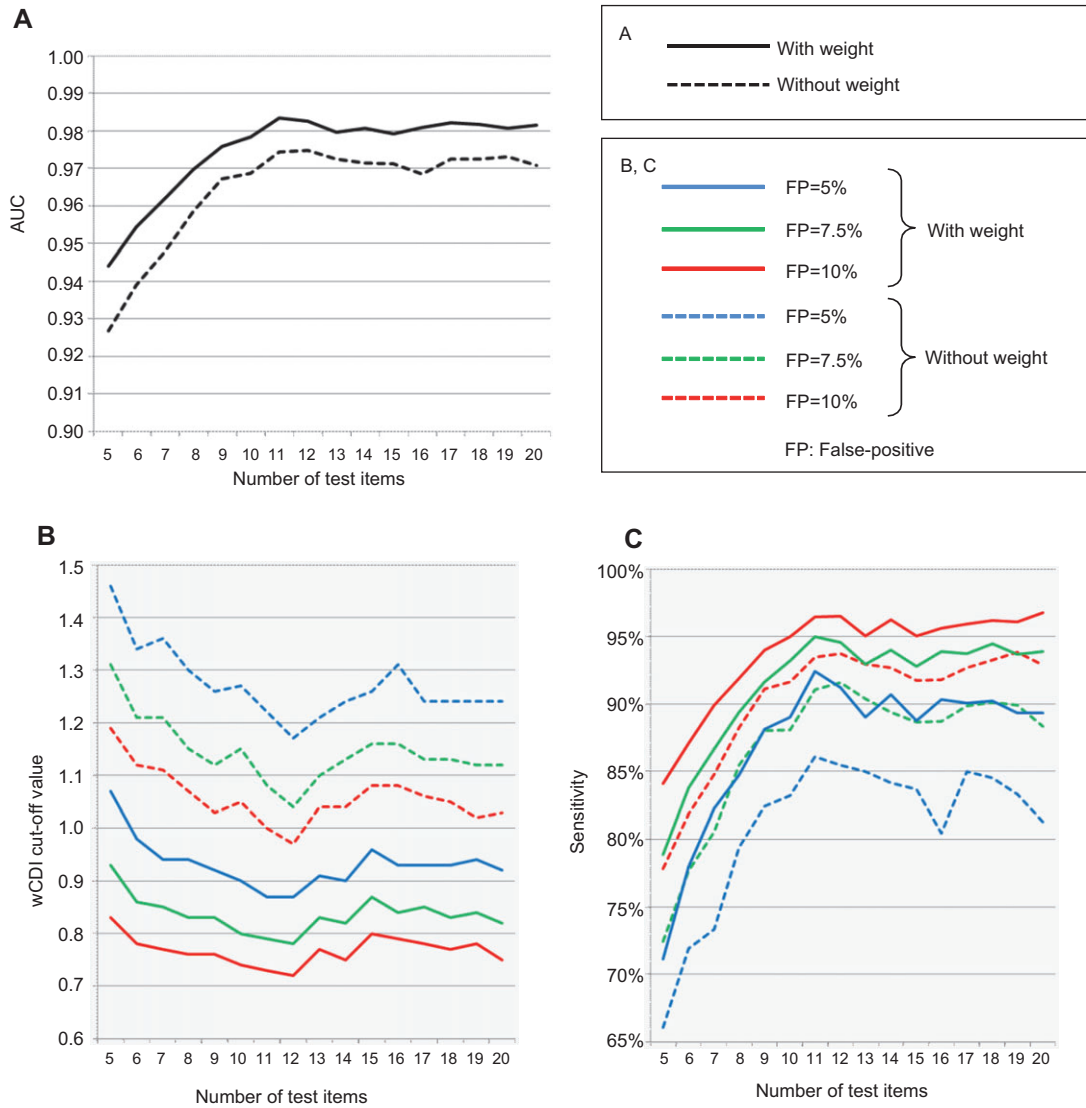 A
1.00
0.99
0.98
0.97
0.96
0.95
0.94
0.93
0.92
0.91
0.90
AUC
5 6 7 8 9 10 11 12 13 14 15 16 17 18 19 20
Number of test items
A
With weight
Without weight
B, C
FP=5%
FP=7.5%
With weight
FP=10%
FP=5%
FP=7.5%
Without weight
FP=10%
FP: False-positive
B
1.5
1.4
1.3
1.2
1.1
1.0
0.9
0.8
0.7
0.6
wCDI cut-off value
5 6 7 8 9 10 11 12 13 14 15 16 17 18 19 20
Number of test items
C
100%
95%
90%
85%
80%
75%
70%
65%
Sensitivity
5 6 7 8 9 10 11 12 13 14 15 16 17 18 19 20
Number of test items